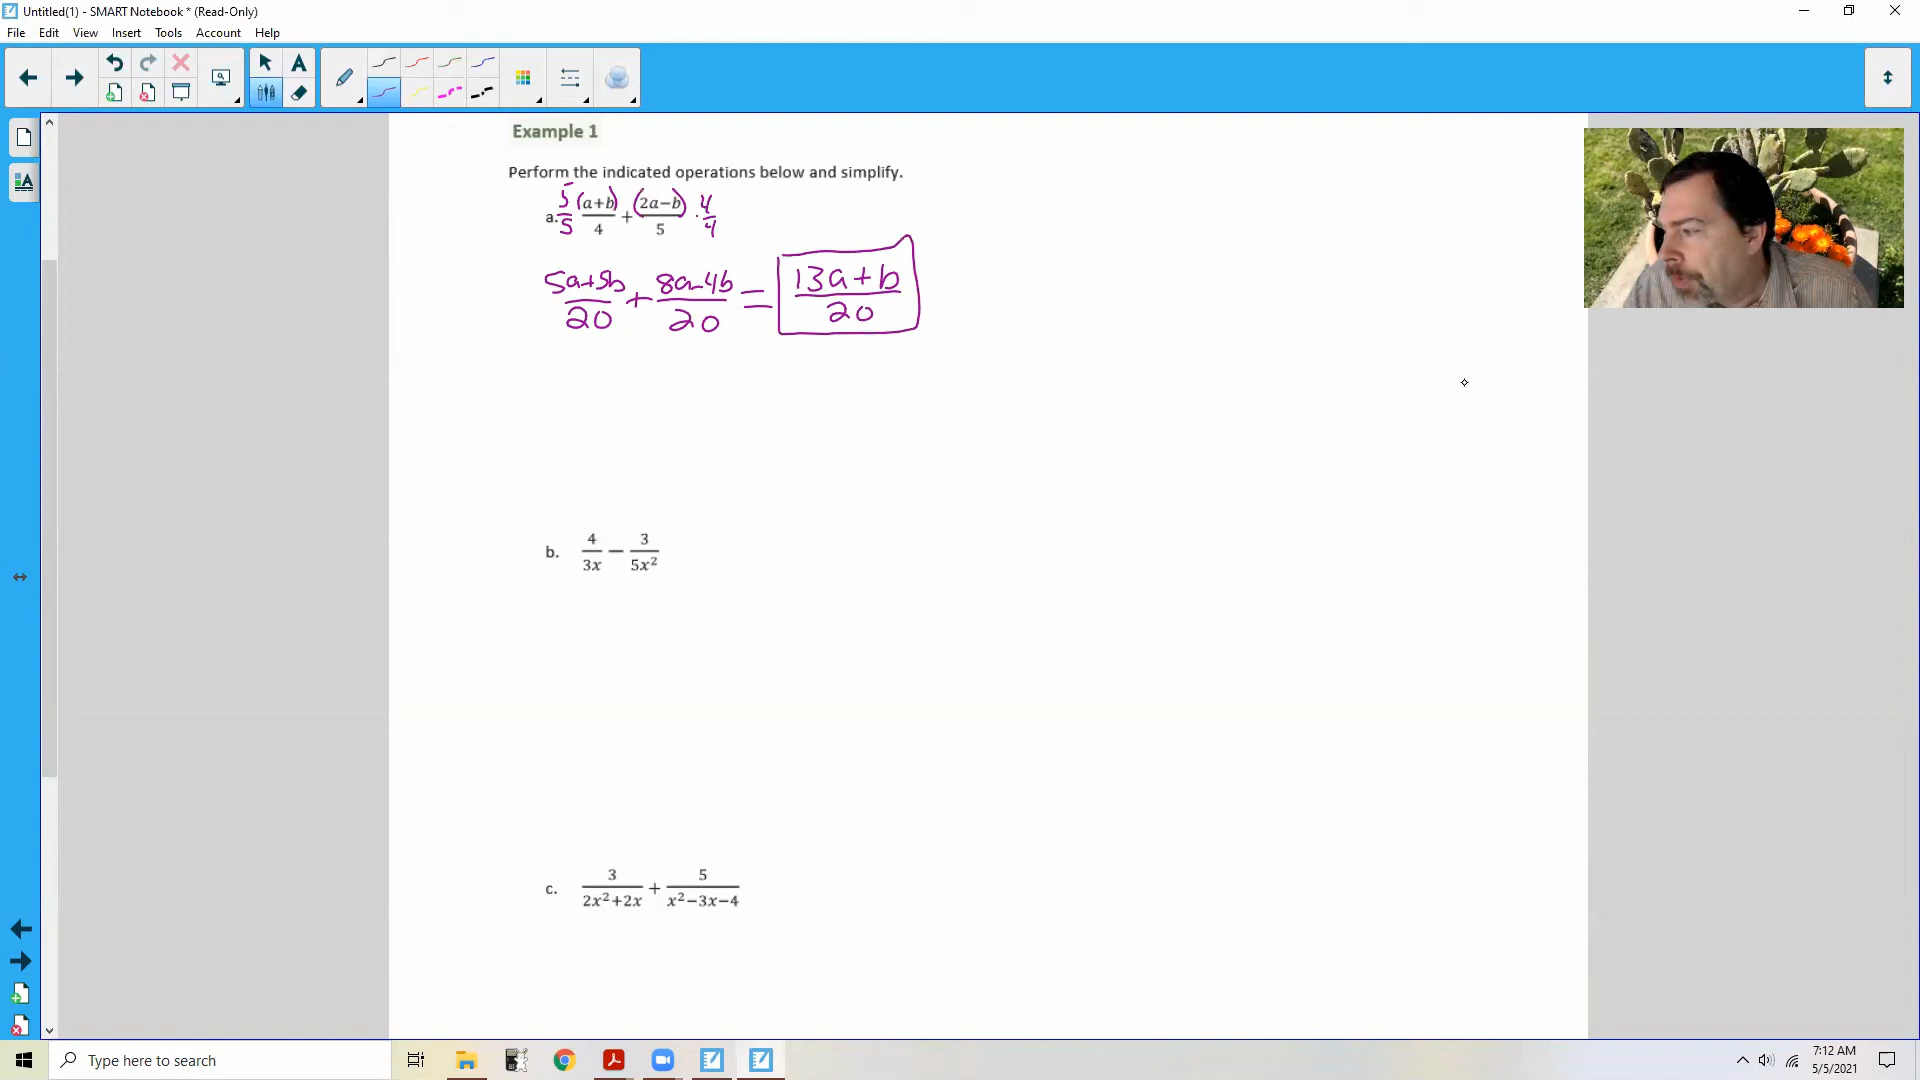 Untitled(1) - SMART Notebook * (Read-Only)
File Edit View Insert Tools Account Help
Example 1
Perform the indicated operations below and simplify.
a. 5/5 (a+b)/4 + (2a−b)/5 · 4/4
5a+5b/20 + 8a-4b/20 = 13a+b/20
b. 4/3x − 3/5x²
c. 3/2x²+2x + 5/x²−3x−4
Type here to search
7:12 AM
5/5/2021